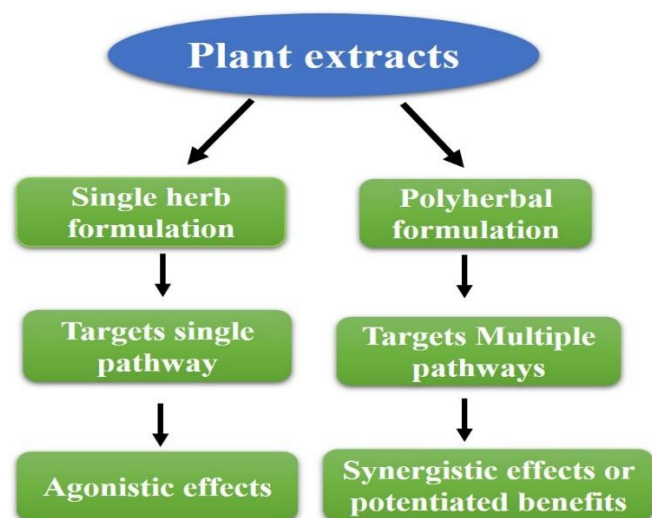 Plant extracts
Single herb
formulation
Polyherbal
formulation
Targets single
pathway
Targets Multiple
pathways
Agonistic effects
Synergistic effects or
potentiated benefits